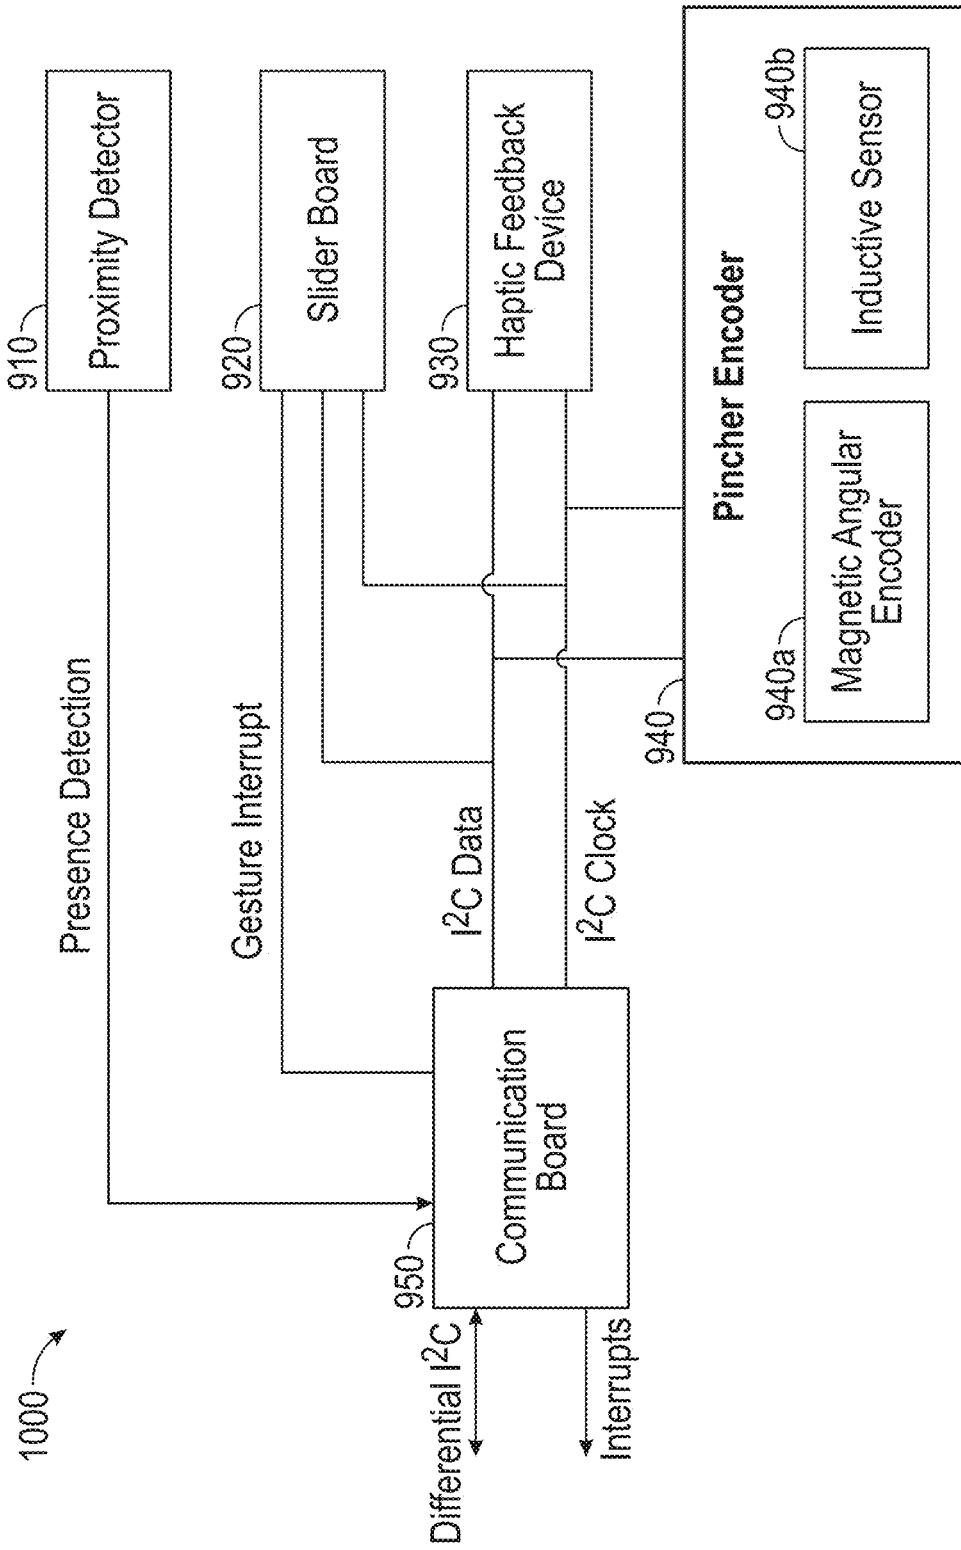 1000
910
Proximity Detector
Presence Detection
920
Slider Board
Gesture Interrupt
930
Haptic Feedback
Device
I²C Data
I²C Clock
950
Communication
Board
Differential I²C
Interrupts
940
Pincher Encoder
940a
Magnetic Angular
Encoder
940b
Inductive Sensor